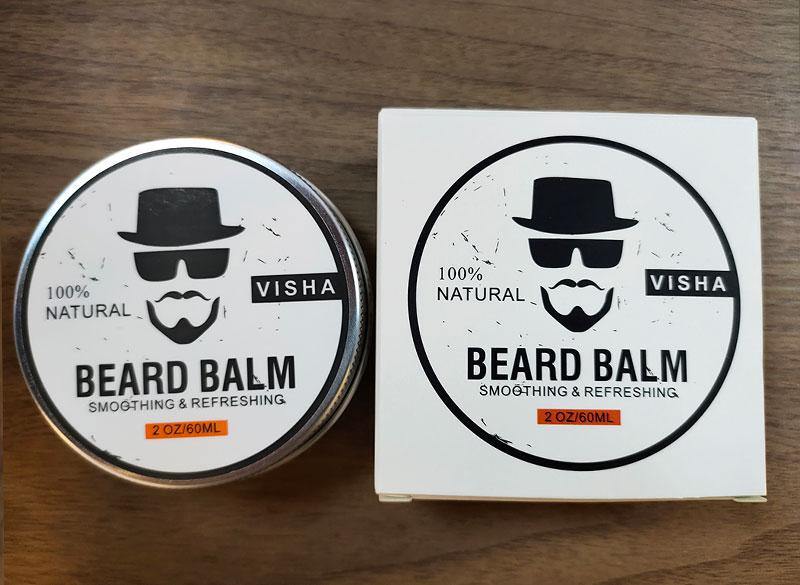 100%
NATURAL
VISHA
BEARD BALM
SMOOTHING & REFRESHING
2 OZ/60ML
100%
NATURAL
VISHA
BEARD BALM
SMOOTHING & REFRESHING
2 OZ/60ML